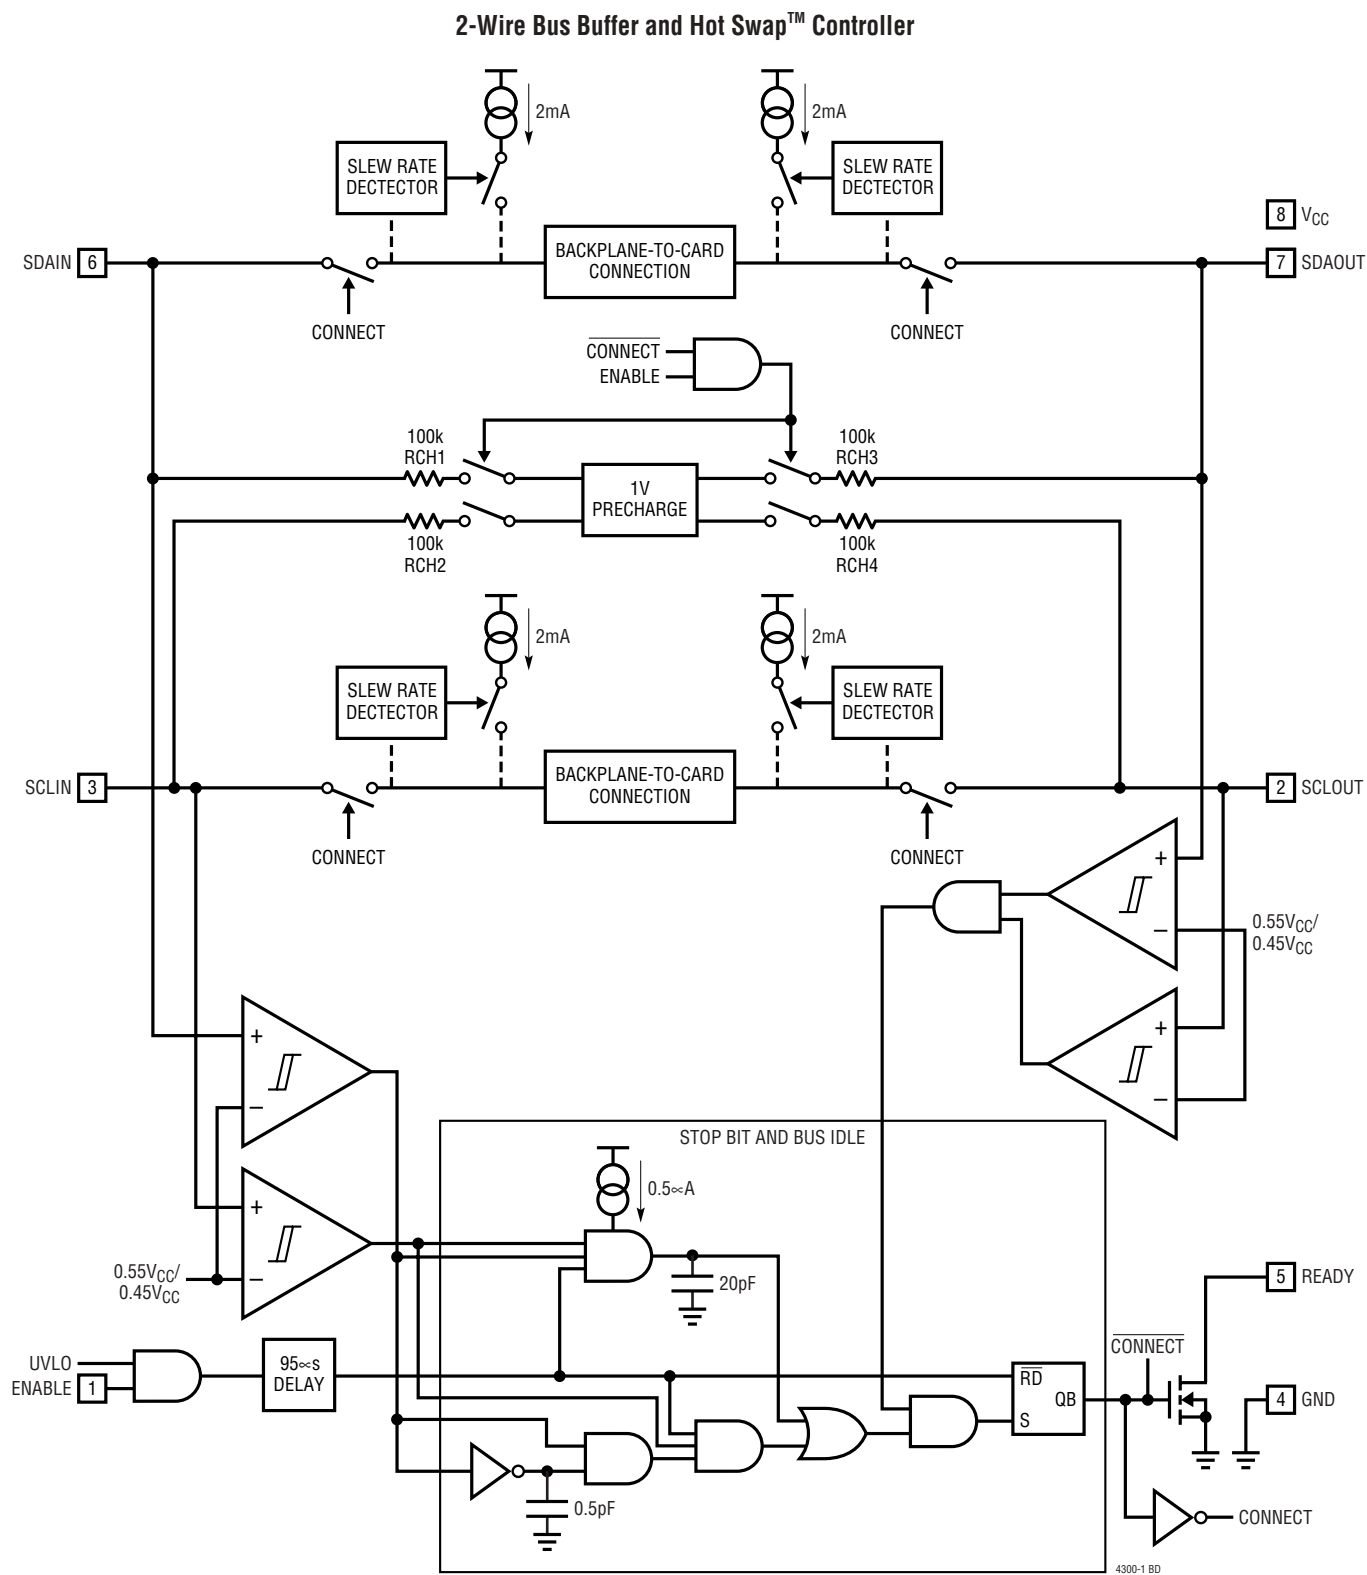 2-Wire Bus Buffer and Hot Swap™ Controller
2mA
2mA
SLEW RATE
DECTECTOR
SLEW RATE
DECTECTOR
8 VCC
SDAIN 6
BACKPLANE-TO-CARD
CONNECTION
7 SDAOUT
CONNECT
CONNECT
CONNECT
ENABLE
100k
RCH1
100k
RCH3
1V
PRECHARGE
100k
RCH2
100k
RCH4
2mA
2mA
SLEW RATE
DECTECTOR
SLEW RATE
DECTECTOR
SCLIN 3
BACKPLANE-TO-CARD
CONNECTION
2 SCLOUT
CONNECT
CONNECT
+
–
0.55VCC/
0.45VCC
+
–
+
–
STOP BIT AND BUS IDLE
0.5∝A
+
–
0.55VCC/
0.45VCC
20pF
5 READY
UVLO
ENABLE 1
95∝s
DELAY
CONNECT
RD
QB
S
4 GND
0.5pF
CONNECT
4300-1 BD